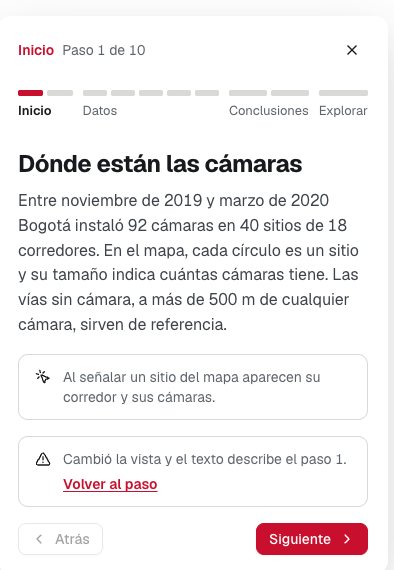 Inicio Paso 1 de 10
Inicio Datos Conclusiones Explorar
Dónde están las cámaras
Entre noviembre de 2019 y marzo de 2020
Bogotá instaló 92 cámaras en 40 sitios de 18
corredores. En el mapa, cada círculo es un sitio
y su tamaño indica cuántas cámaras tiene. Las
vías sin cámara, a más de 500 m de cualquier
cámara, sirven de referencia.
Al señalar un sitio del mapa aparecen su
corredor y sus cámaras.
Cambió la vista y el texto describe el paso 1.
Volver al paso
Atrás Siguiente